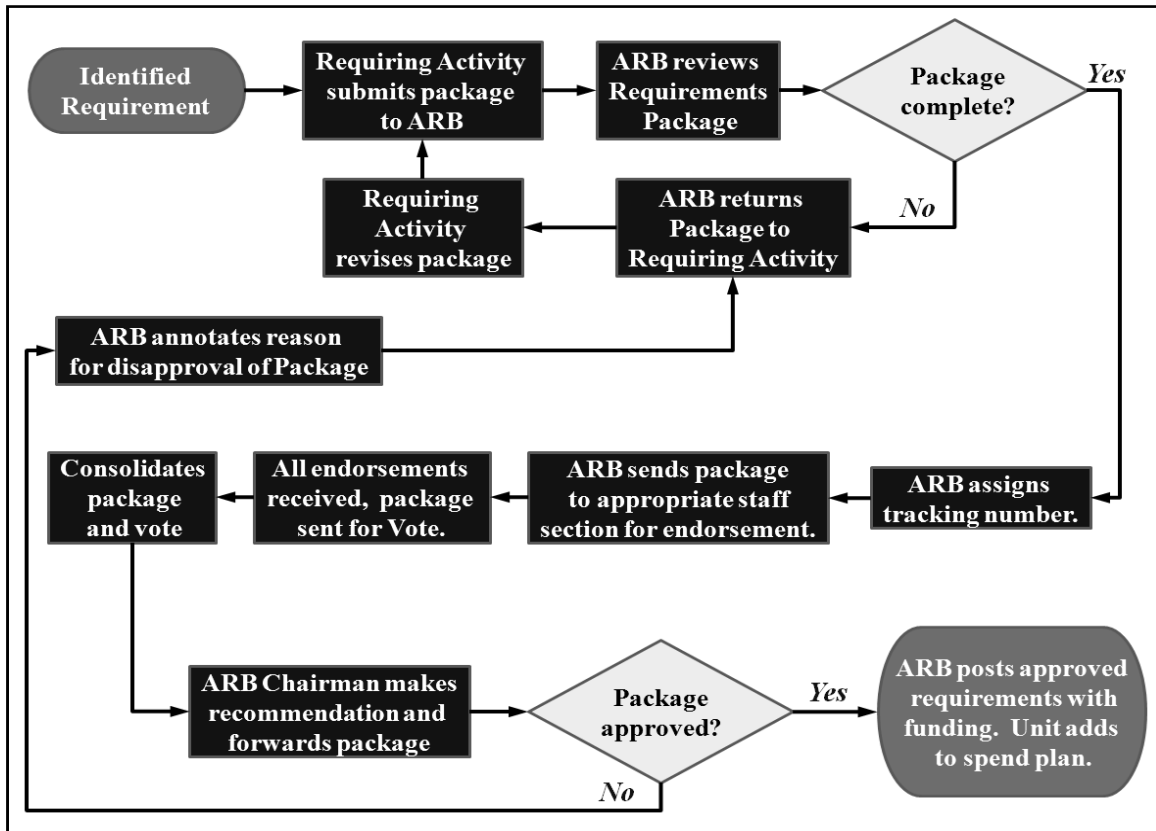 Identified
Requirement
Requiring Activity
submits package
to ARB
ARB reviews
Requirements
Package
Package
complete?
Yes
No
ARB returns
Package to
Requiring Activity
Requiring
Activity
revises package
ARB annotates reason
for disapproval of Package
Consolidates
package
and vote
All endorsements
received, package
sent for Vote.
ARB sends package
to appropriate staff
section for endorsement.
ARB assigns
tracking number.
ARB Chairman makes
recommendation and
forwards package
Package
approved?
Yes
No
ARB posts approved
requirements with
funding. Unit adds
to spend plan.